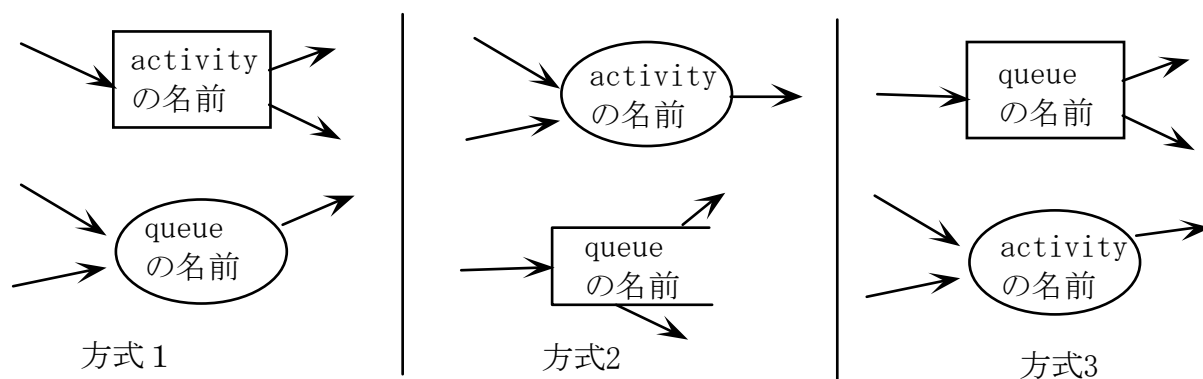 activity
の名前
queue
の名前
方式１
activity
の名前
queue
の名前
方式2
queue
の名前
activity
の名前
方式3